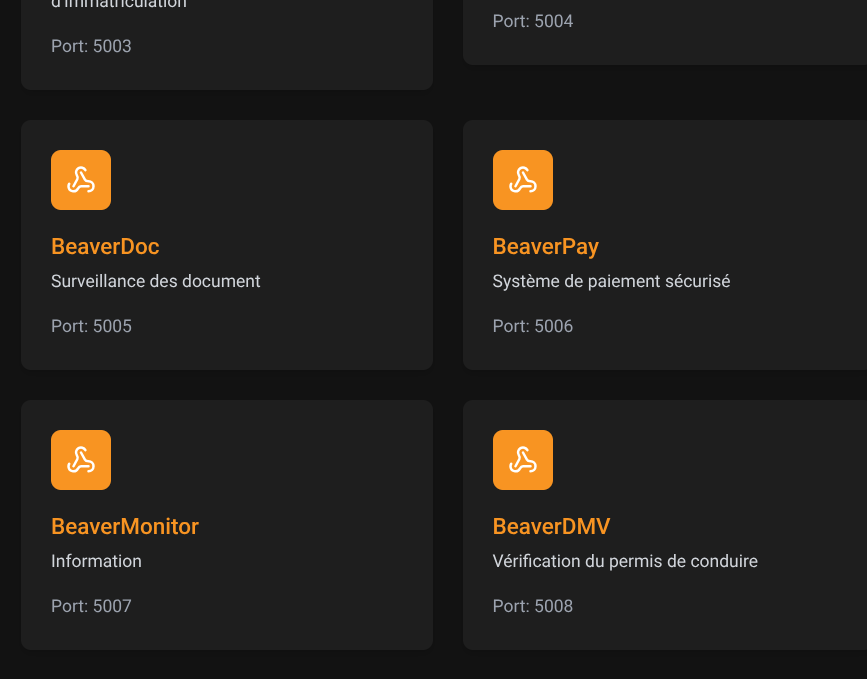 d'immatriculation
Port: 5003
Port: 5004
BeaverDoc
Surveillance des document
Port: 5005
BeaverPay
Système de paiement sécurisé
Port: 5006
BeaverMonitor
Information
Port: 5007
BeaverDMV
Vérification du permis de conduire
Port: 5008